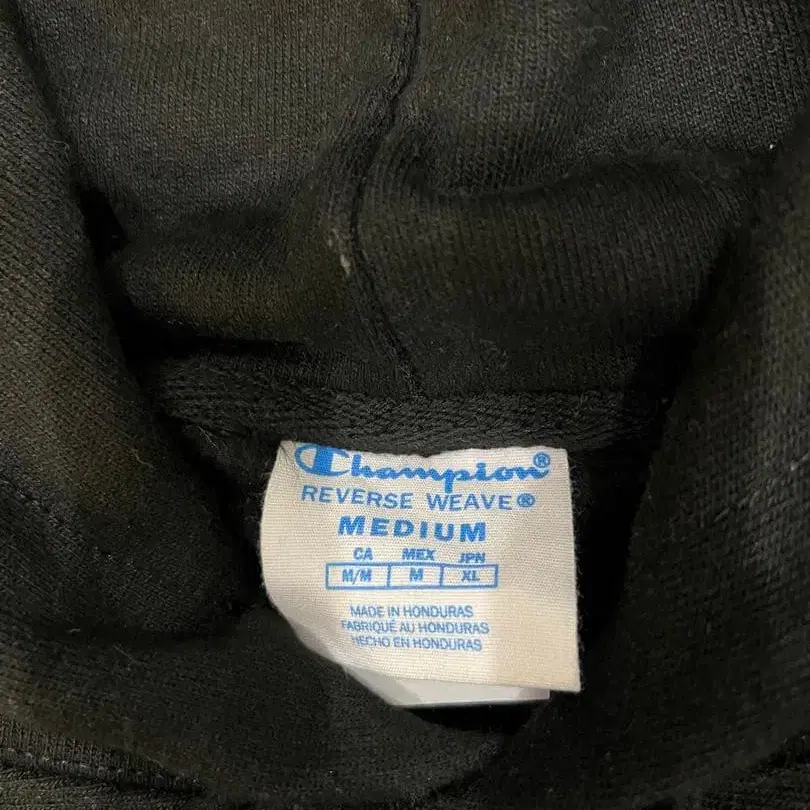 Champion®
REVERSE WEAVE®
MEDIUM
CA MEX JPN
M/M M XL
MADE IN HONDURAS
FABRIQUÉ AU HONDURAS
HECHO EN HONDURAS